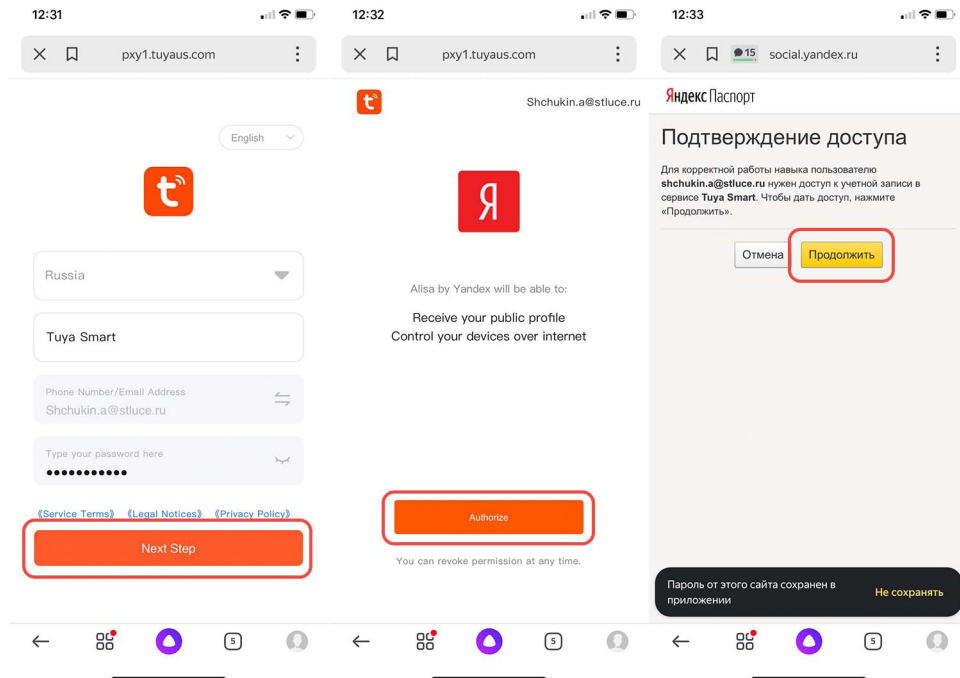 12:31
pxy1.tuyaus.com
English
Russia
Tuya Smart
Phone Number/Email Address
Shchukin.a@stluce.ru
Type your password here
《Service Terms》 《Legal Notices》 《Privacy Policy》
Next Step
5
12:32
pxy1.tuyaus.com
Shchukin.a@stluce.ru
Я
Alisa by Yandex will be able to:
Receive your public profile
Control your devices over internet
Authorize
You can revoke permission at any time.
5
12:33
15 social.yandex.ru
Яндекс Паспорт
Подтверждение доступа
Для корректной работы навыка пользователю
shchukin.a@stluce.ru нужен доступ к учетной записи в
сервисе Tuya Smart. Чтобы дать доступ, нажмите
«Продолжить».
Отмена Продолжить
Пароль от этого сайта сохранен в
приложении
Не сохранять
5